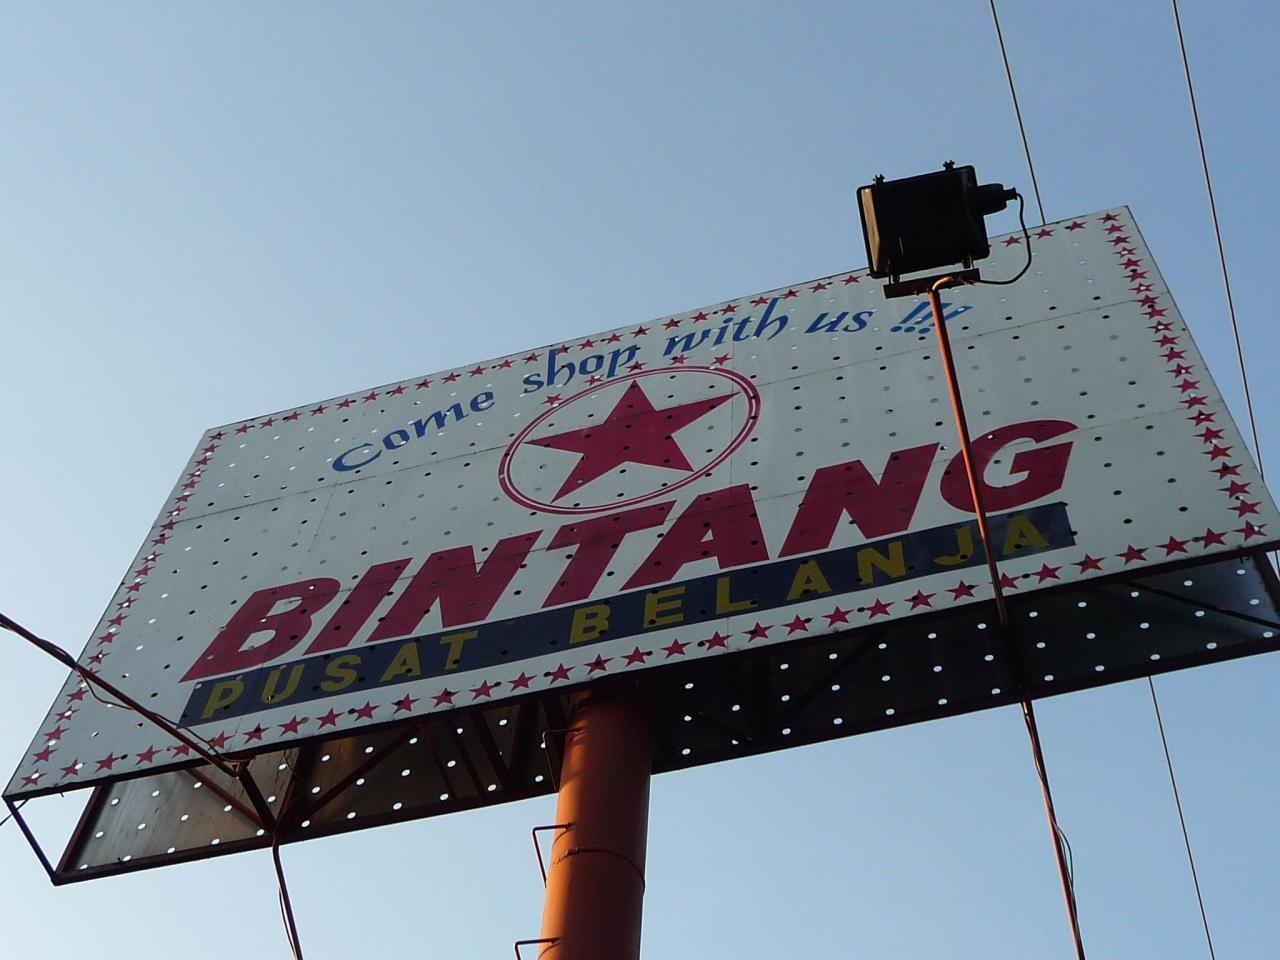 Come shop with us !!!
BINTANG
PUSAT BELANJA